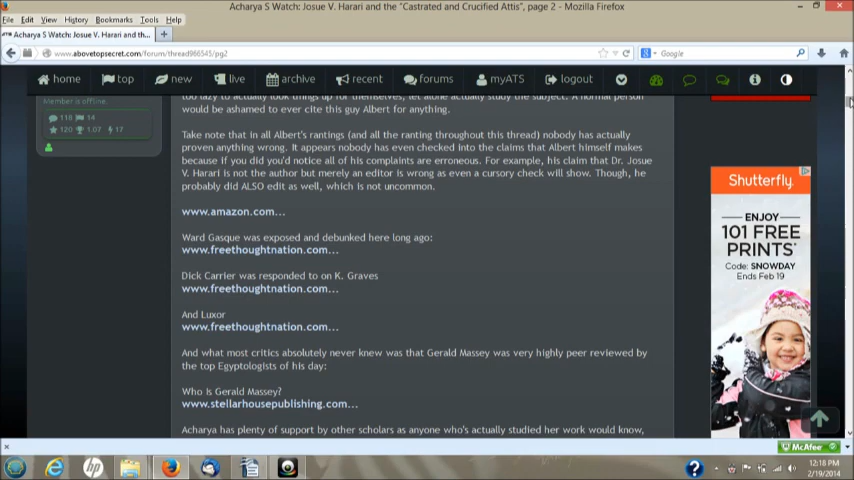 Acharya S Watch: Josue V. Harari and the "Castrated and Crucified Attis", page 2 - Mozilla Firefox
File Edit View History Bookmarks Tools Help
ATS Acharya S Watch: Josue V. Harari and th... +
www.abovetopsecret.com/forum/thread966545/pg2
Google
home top new live archive recent forums myATS logout
too lazy to actually look things up for themselves, let alone actually study the subject. A normal person
would be ashamed to ever cite this guy Albert for anything.
Member is offline.
118 14
120 1.07 17
Take note that in all Albert's rantings (and all the ranting throughout this thread) nobody has actually
proven anything wrong. It appears nobody has even checked into the claims that Albert himself makes
because if you did you'd notice all of his complaints are erroneous. For example, his claim that Dr. Josue
V. Harari is not the author but merely an editor is wrong as even a cursory check will show. Though, he
probably did ALSO edit as well, which is not uncommon.
www.amazon.com...
Ward Gasque was exposed and debunked here long ago:
www.freethoughtnation.com...
Dick Carrier was responded to on K. Graves
www.freethoughtnation.com...
And Luxor
www.freethoughtnation.com...
And what most critics absolutely never knew was that Gerald Massey was very highly peer reviewed by
the top Egyptologists of his day:
Who Is Gerald Massey?
www.stellarhousepublishing.com...
Acharya has plenty of support by other scholars as anyone who's actually studied her work would know,
Shutterfly.
ENJOY
101 FREE
PRINTS*
Code: SNOWDAY
Ends Feb 19
McAfee
hp
12:18 PM
2/19/2014